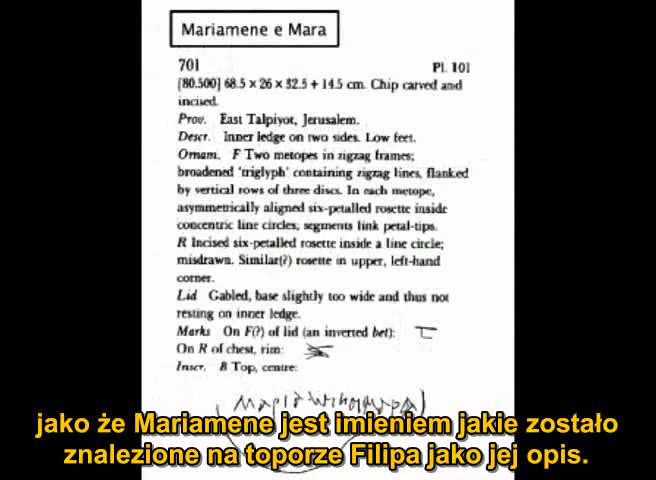 Mariamene e Mara
701 Pl. 101
[80.500] 68.5 × 26 × 32.5 + 14.5 cm. Chip carved and
incised.
Prov. East Talpiyot, Jerusalem.
Descr. Inner ledge on two sides. Low feet.
Ornam. F Two metopes in zigzag frames;
broadened 'triglyph' containing zigzag lines, flanked
by vertical rows of three discs. In each metope,
asymmetrically aligned six-petalled rosette inside
concentric line circles; segments link petal-tips.
R Incised six-petalled rosette inside a line circle;
misdrawn. Similar(?) rosette in upper, left-hand
corner.
Lid Gabled, base slightly too wide and thus not
resting on inner ledge.
Marks On F(?) of lid (an inverted bet):
On R of chest, rim:
Inscr. B Top, centre:
jako że Mariamene jest imieniem jakie zostało
znalezione na toporze Filipa jako jej opis.